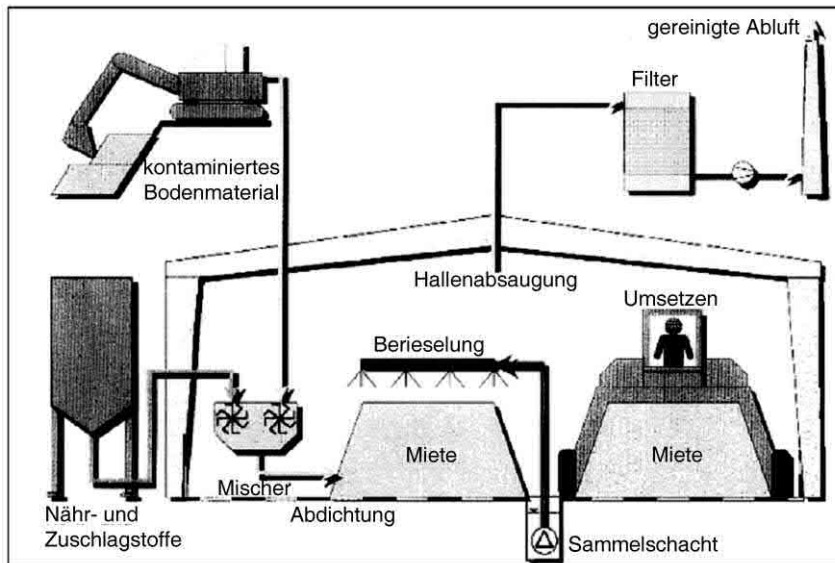 gereinigte Abluft
Filter
kontaminiertes
Bodenmaterial
Hallenabsaugung
Umsetzen
Berieselung
Miete
Miete
Mischer
Abdichtung
Nähr- und
Zuschlagstoffe
Sammelschacht